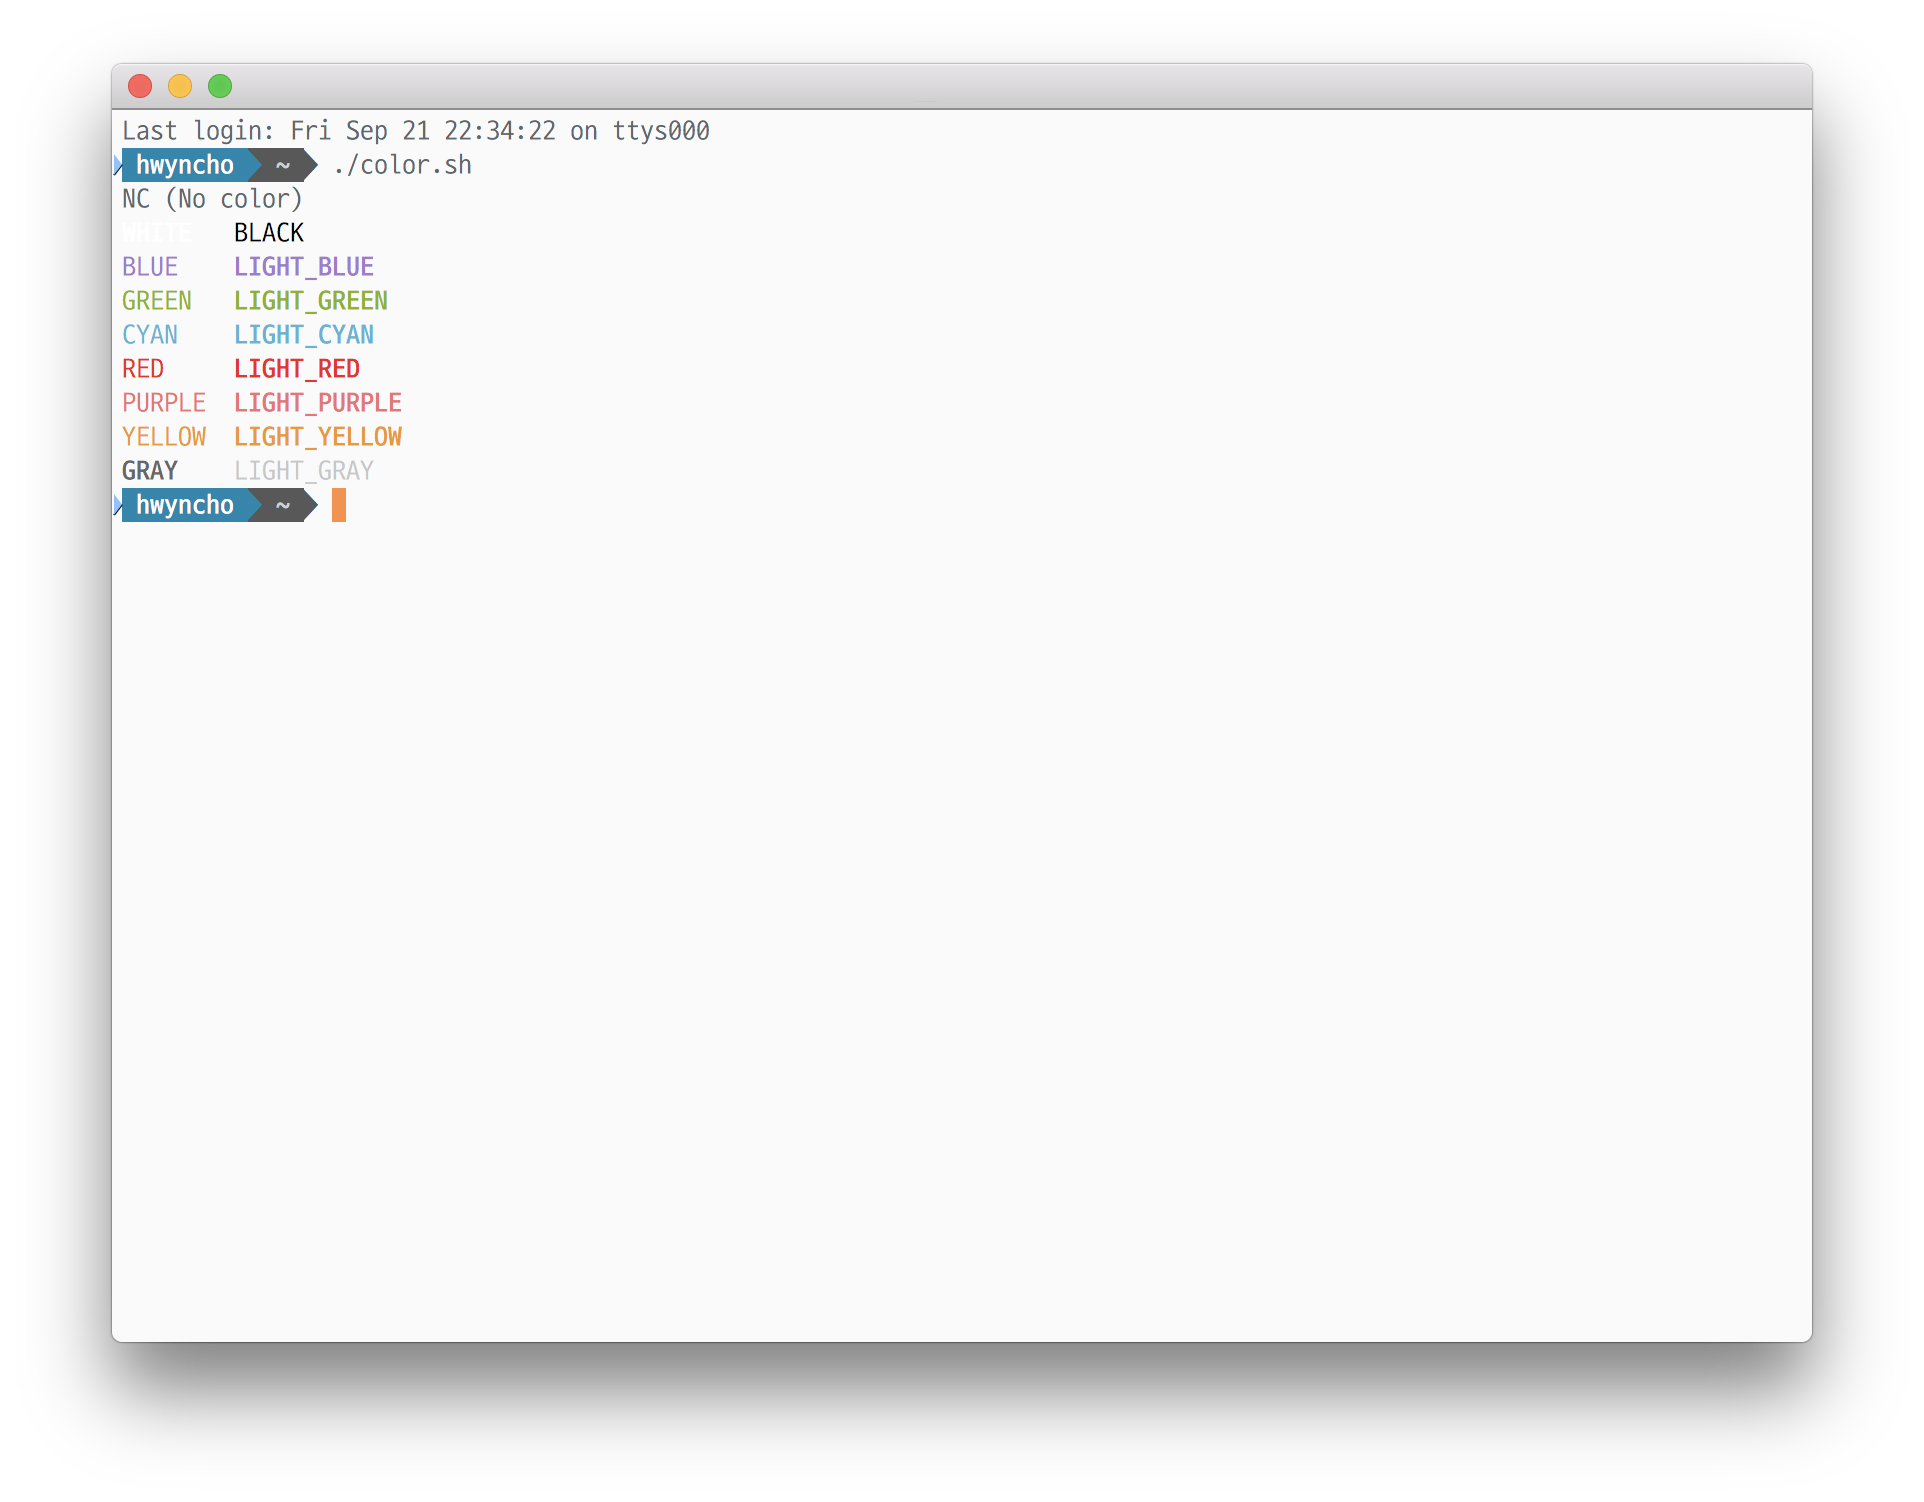 Last login: Fri Sep 21 22:34:22 on ttys000
hwyncho ~ ./color.sh
NC (No color)
WHITE BLACK
BLUE LIGHT_BLUE
GREEN LIGHT_GREEN
CYAN LIGHT_CYAN
RED LIGHT_RED
PURPLE LIGHT_PURPLE
YELLOW LIGHT_YELLOW
GRAY LIGHT_GRAY
hwyncho ~